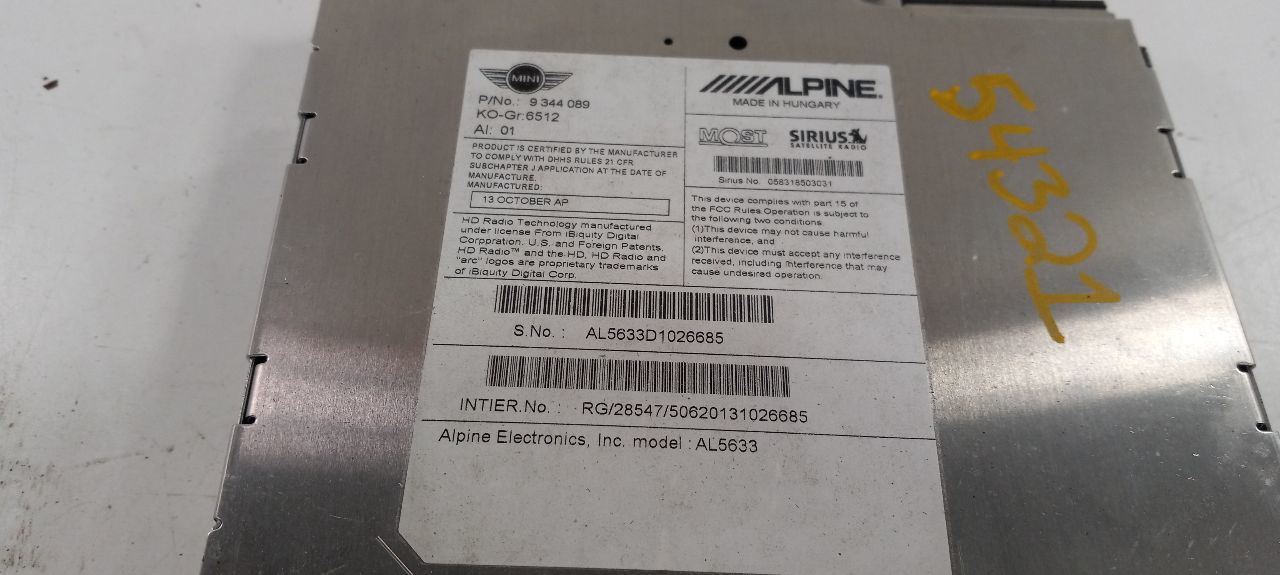 MINI
P/No.: 9 344 089
KO-Gr:6512
AI: 01
PRODUCT IS CERTIFIED BY THE MANUFACTURER
TO COMPLY WITH DHHS RULES 21 CFR
SUBCHAPTER J APPLICATION AT THE DATE OF
MANUFACTURE.
MANUFACTURED:
13 OCTOBER AP
HD Radio Technology manufactured
under license From iBiquity Digital
Corppration. U.S. and Foreign Patents.
HD Radio™ and the HD, HD Radio and
"arc" logos are proprietary trademarks
of iBiquity Digital Corp.
ALPINE.
MADE IN HUNGARY
MOST
SIRIUS
SATELLITE RADIO
Sirius No. 058318503031
This device complies with part 15 of
the FCC Rules.Operation is subject to
the following two conditions:
(1)This device may not cause harmful
interference, and
(2)This device must accept any interference
received, including interference that may
cause undesired operation.
S.No. : AL5633D1026685
INTIER.No. : RG/28547/50620131026685
Alpine Electronics, Inc. model : AL5633
54321